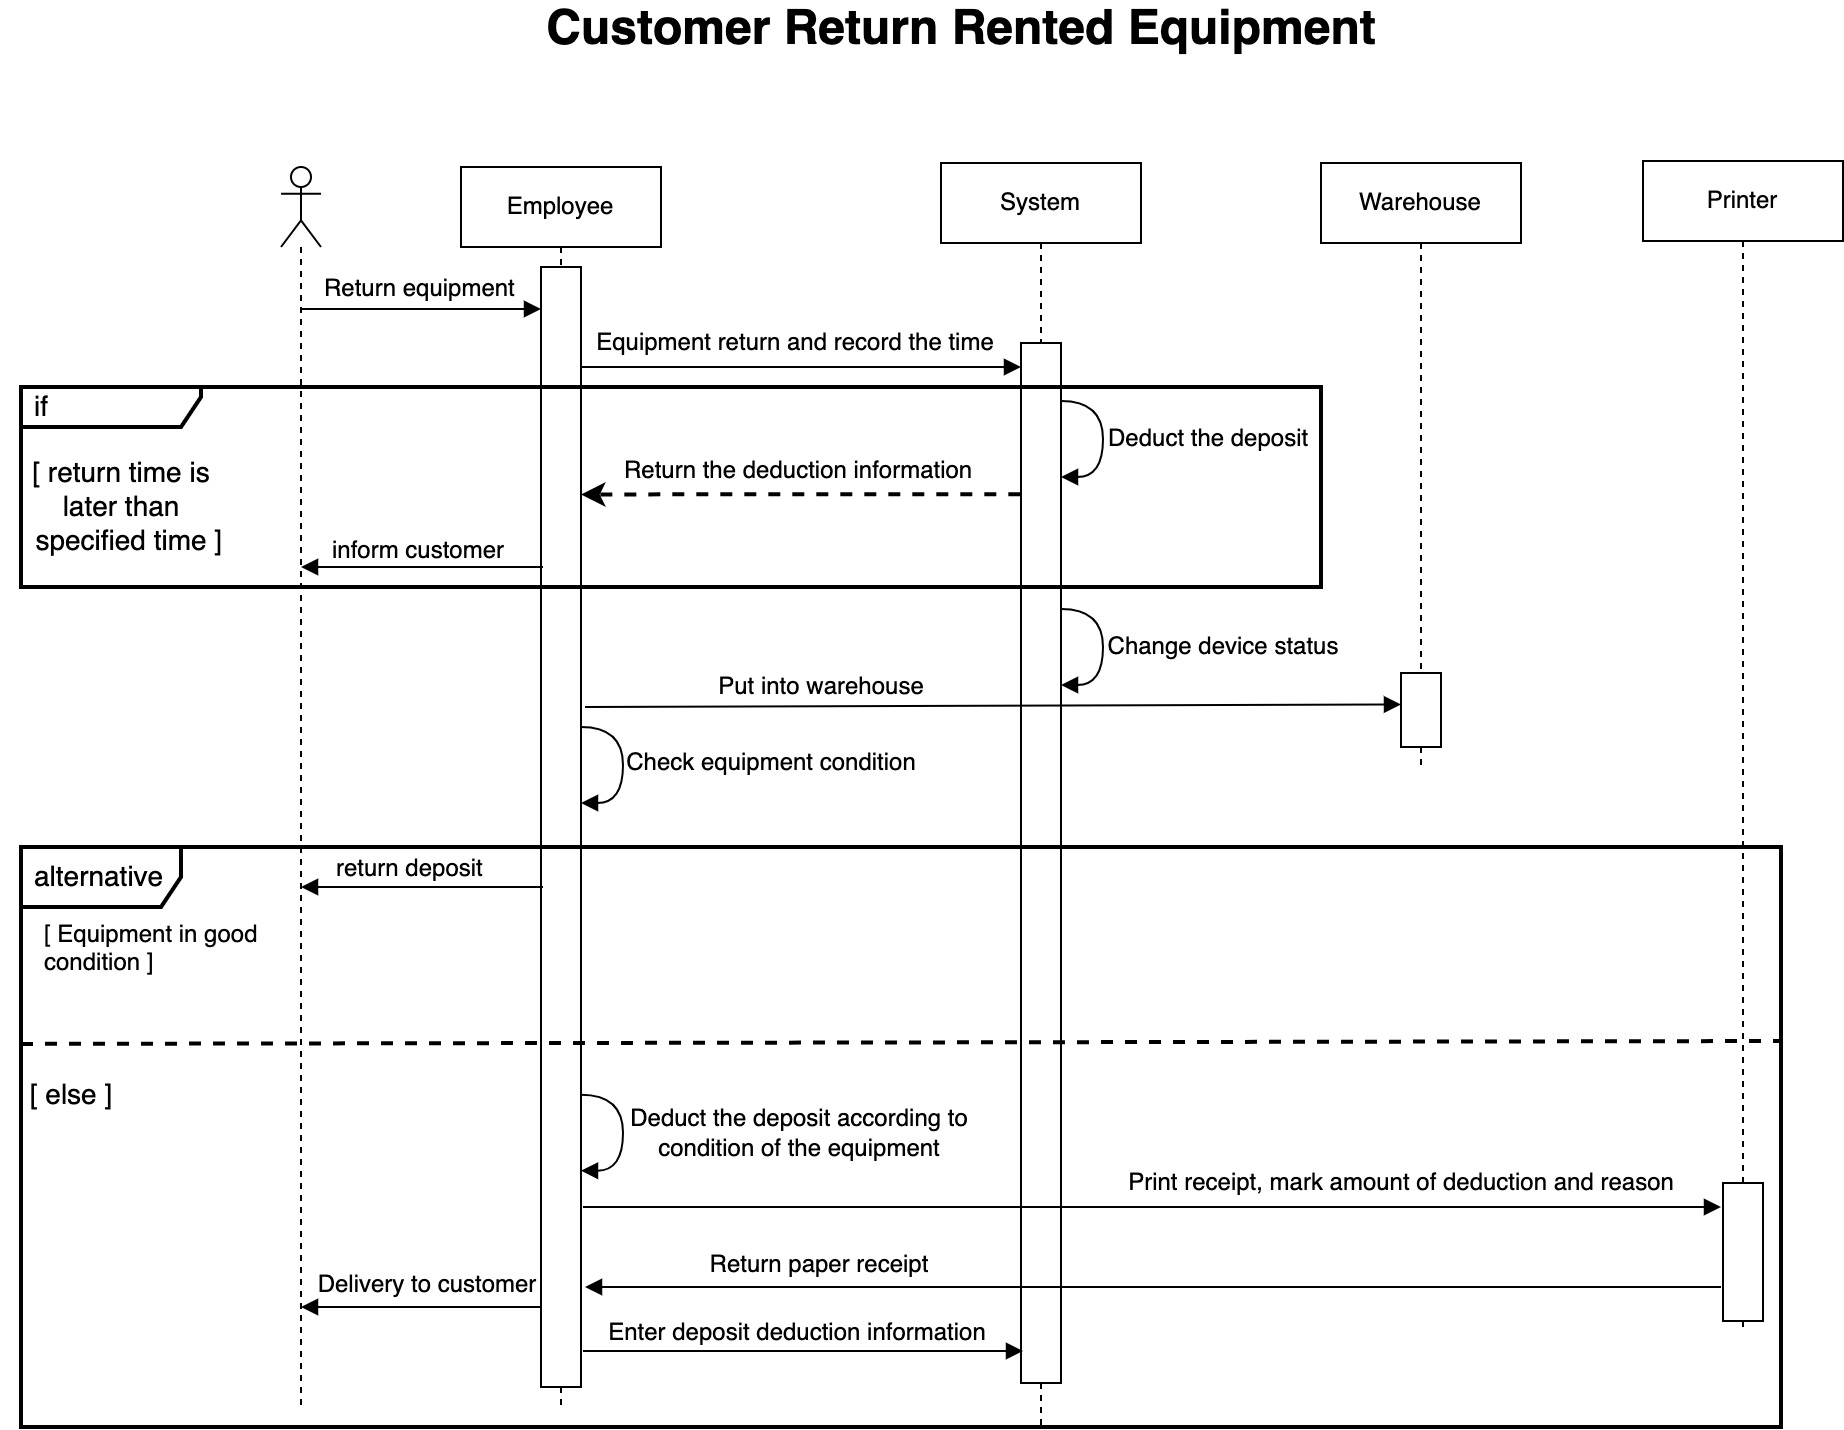 Customer Return Rented Equipment
Employee
System
Warehouse
Printer
Return equipment
Equipment return and record the time
if
Deduct the deposit
[ return time is
later than
specified time ]
Return the deduction information
inform customer
Change device status
Put into warehouse
Check equipment condition
alternative
return deposit
[ Equipment in good
condition ]
[ else ]
Deduct the deposit according to
condition of the equipment
Print receipt, mark amount of deduction and reason
Return paper receipt
Delivery to customer
Enter deposit deduction information